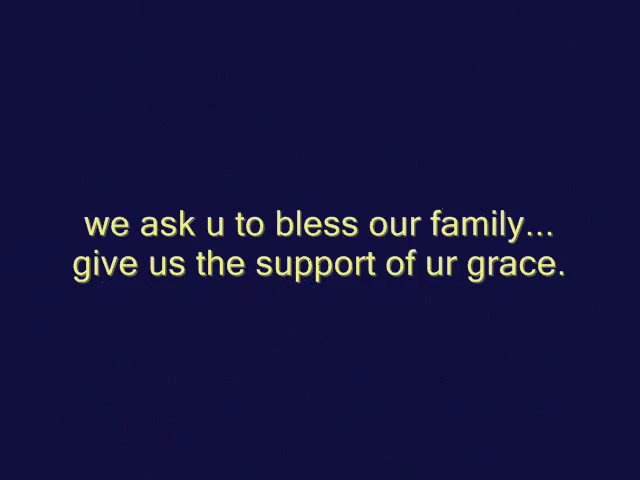 we ask u to bless our family...
give us the support of ur grace.